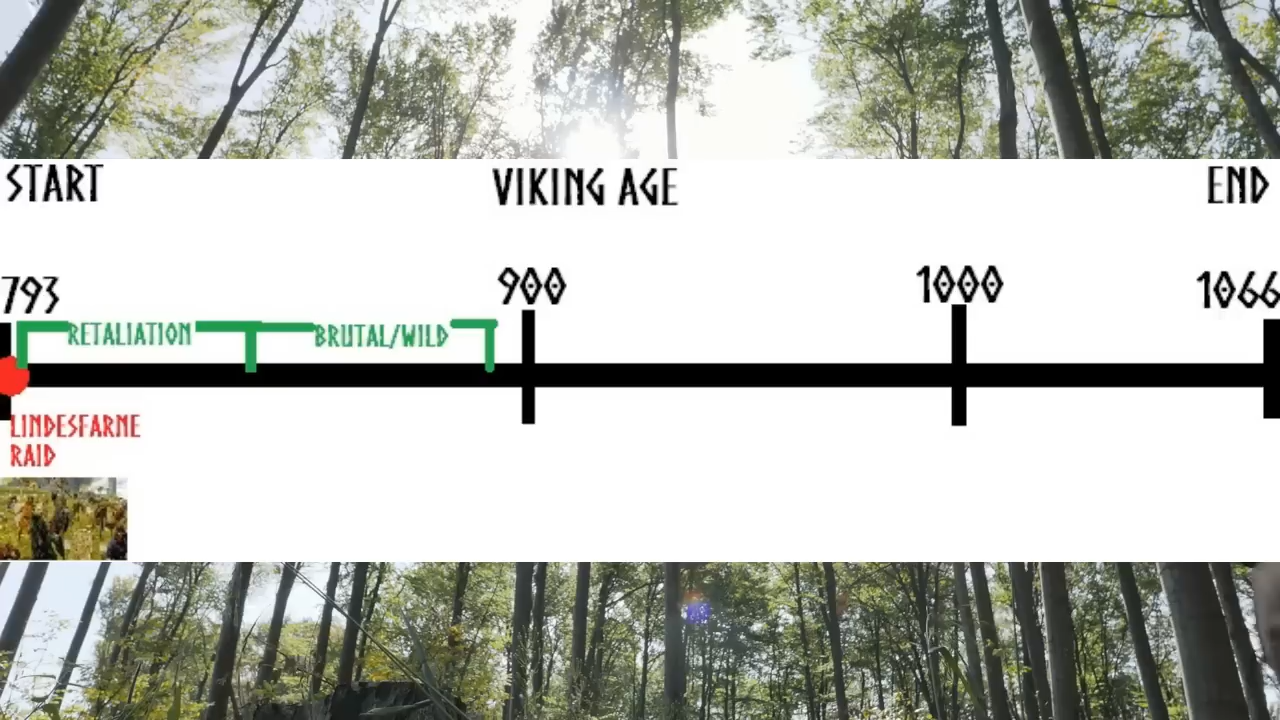 START
VIKING AGE
END
793
900
1000
1066
RETALIATION
BRUTAL/WILD
LINDESFARNE
RAID